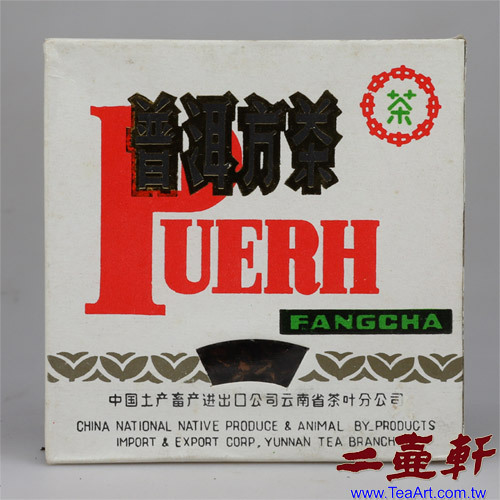 茶
普洱方茶
PUERH
FANGCHA
中国土产畜产进出口公司云南省茶叶分公司
CHINA NATIONAL NATIVE PRODUCE & ANIMAL BY_PRODUCTS
IMPORT & EXPORT CORP, YUNNAN TEA BRANCH
二壶軒
www.TeaArt.com.tw